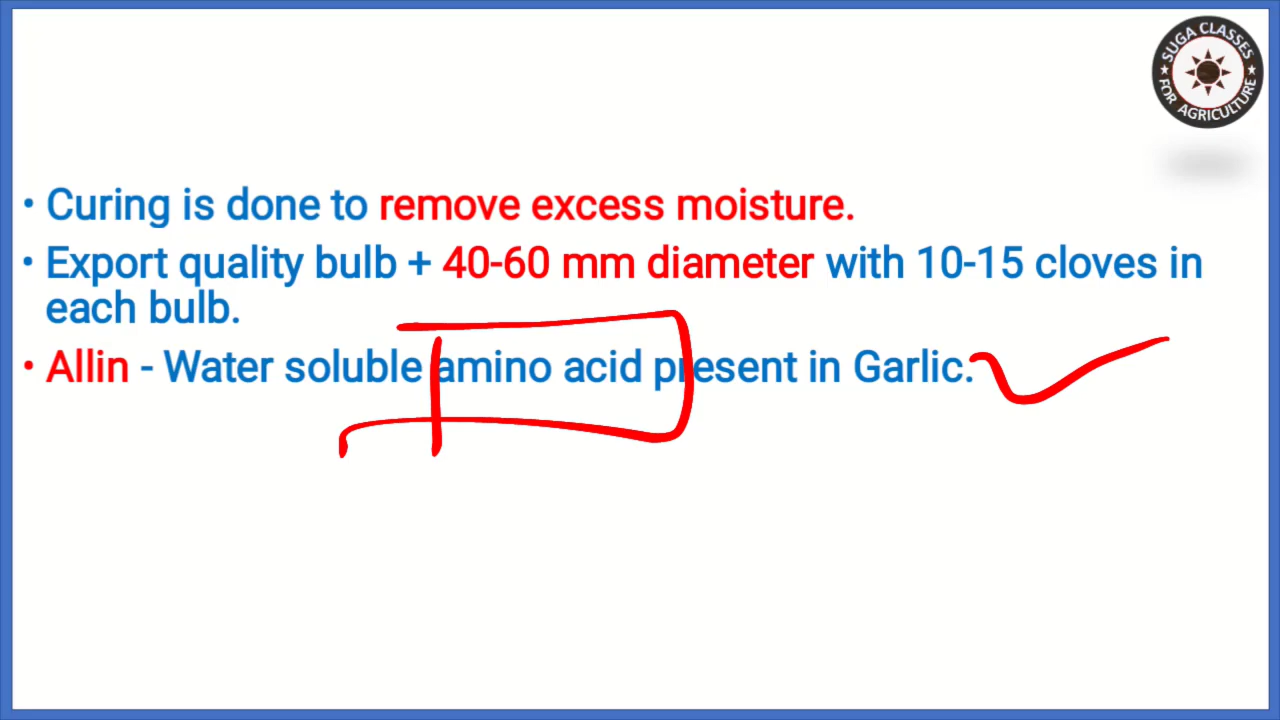 SUGA CLASSES
FOR AGRICULTURE
• Curing is done to remove excess moisture.
• Export quality bulb + 40-60 mm diameter with 10-15 cloves in
each bulb.
• Allin - Water soluble amino acid present in Garlic.